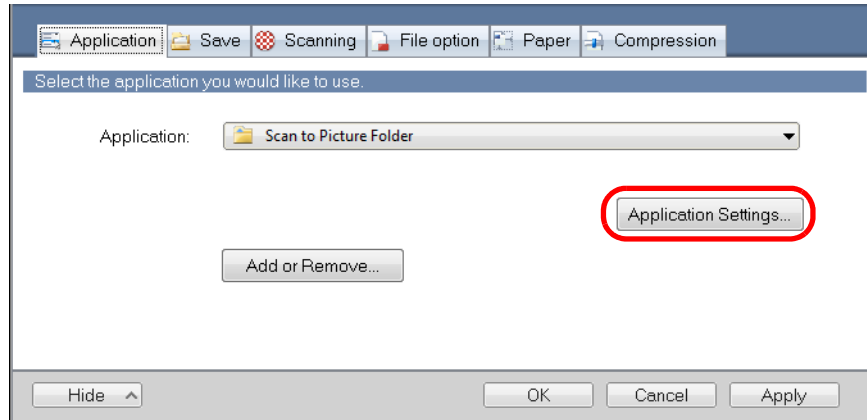 Application Save Scanning File option Paper Compression
Select the application you would like to use.
Application: Scan to Picture Folder
Application Settings...
Add or Remove...
Hide OK Cancel Apply